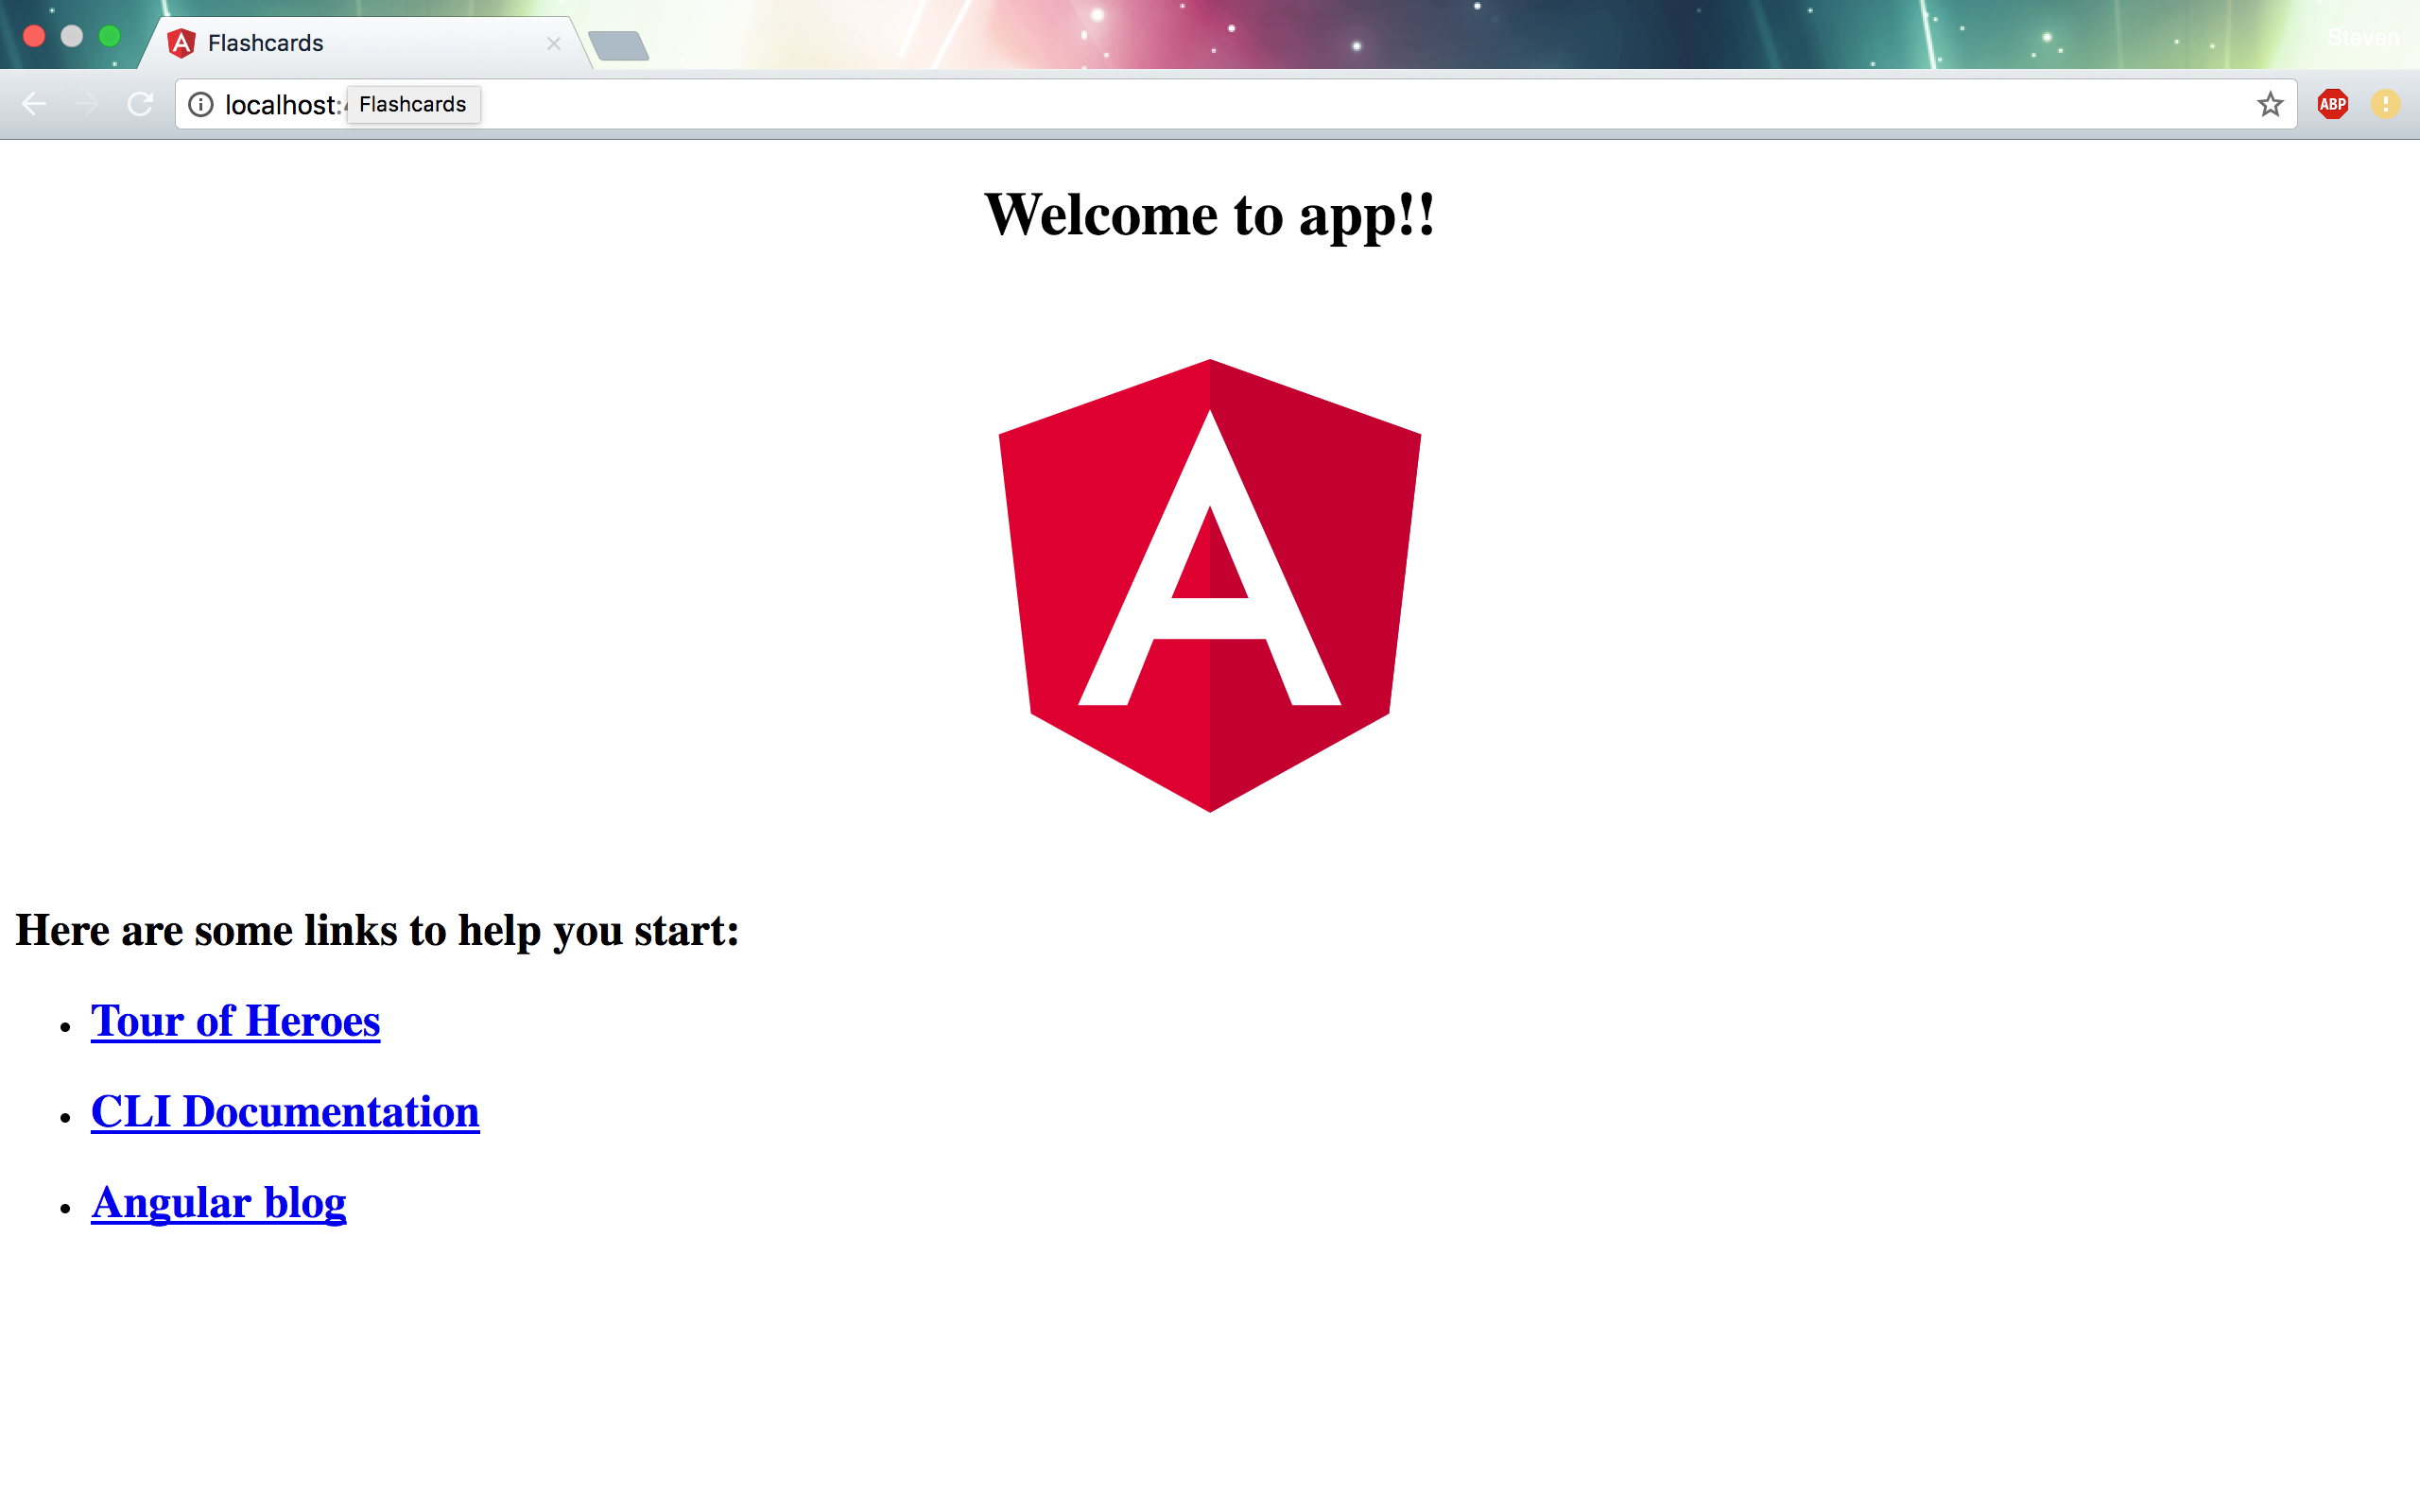 Flashcards
Steven
localhost:
Flashcards
ABP
Welcome to app!!
A
Here are some links to help you start:
• Tour of Heroes
• CLI Documentation
• Angular blog